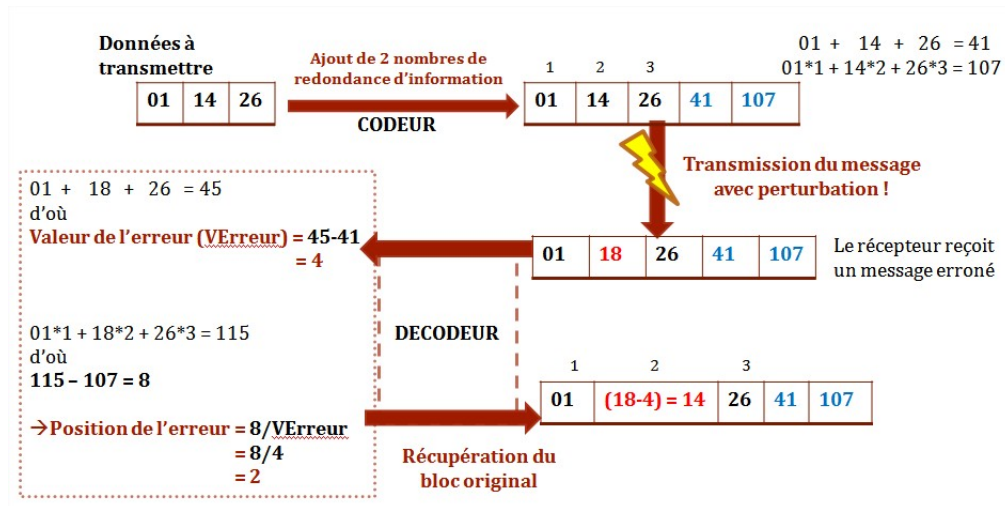 Données à
transmettre
01 14 26
Ajout de 2 nombres de
redondance d'information
CODEUR
1 2 3
01 14 26 41 107
01 + 14 + 26 = 41
01*1 + 14*2 + 26*3 = 107
Transmission du message
avec perturbation !
01 18 26 41 107
Le récepteur reçoit
un message erroné
01 + 18 + 26 = 45
d'où
Valeur de l'erreur (VErreur) = 45-41
= 4
DECODEUR
01*1 + 18*2 + 26*3 = 115
d'où
115 – 107 = 8
→Position de l'erreur = 8/VErreur
= 8/4
= 2
Récupération du
bloc original
1 2 3
01 (18-4) = 14 26 41 107